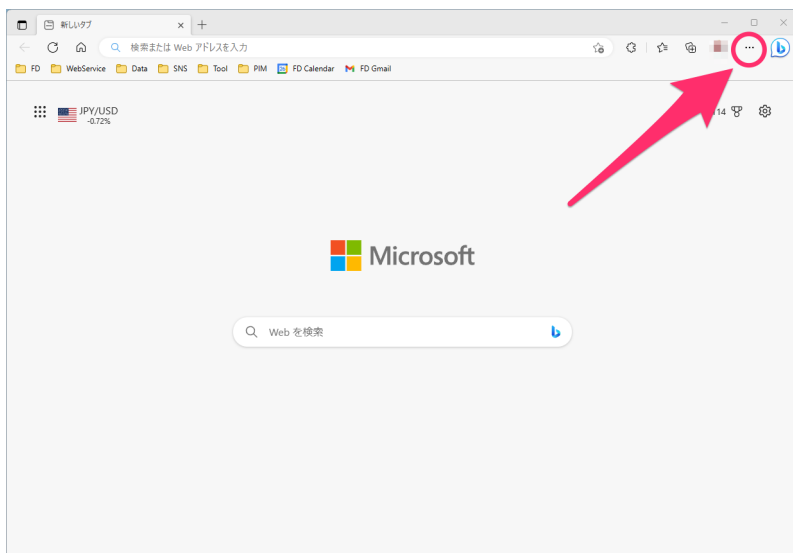 新しいタブ
検索または Web アドレスを入力
FD WebService Data SNS Tool PIM FD Calendar FD Gmail
JPY/USD
-0.72%
14
Microsoft
Web を検索